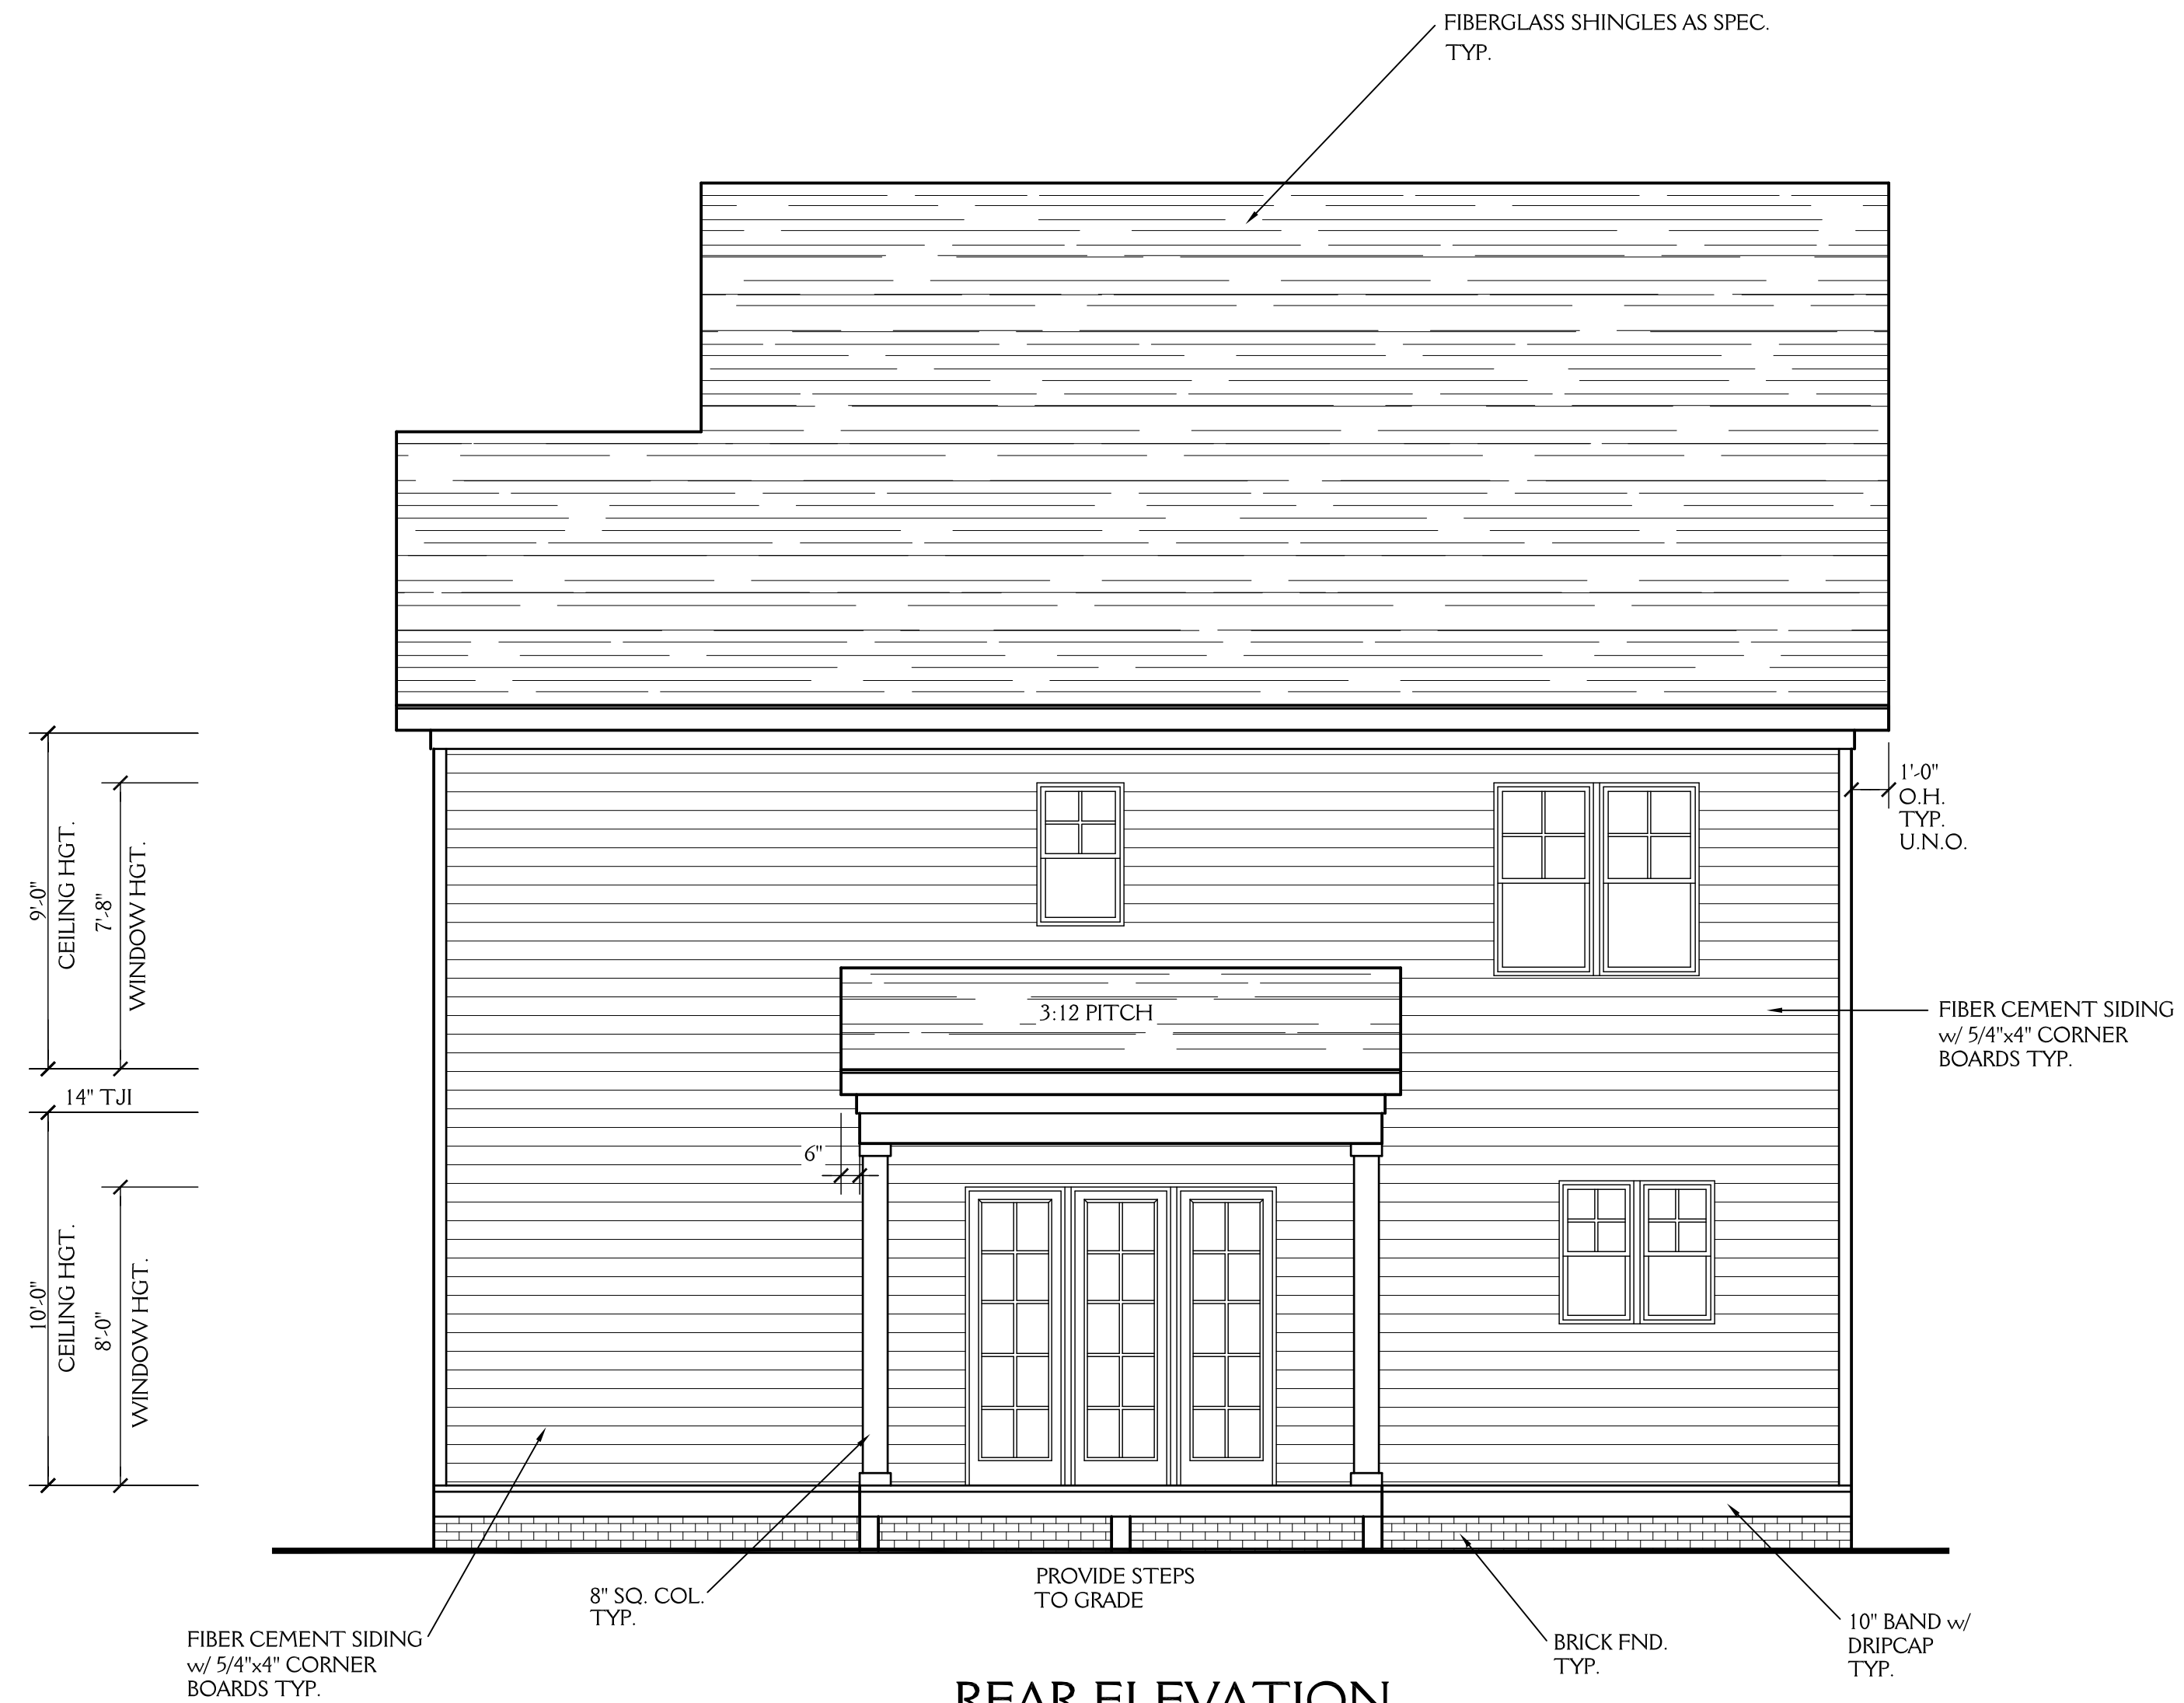 FIBERGLASS SHINGLES AS SPEC.
TYP.
1'-0"
O.H.
TYP.
U.N.O.
9'-0"
CEILING HGT.
7'-8"
WINDOW HGT.
3:12 PITCH
FIBER CEMENT SIDING
w/ 5/4"x4" CORNER
BOARDS TYP.
14" TJI
6"
10'-0"
CEILING HGT.
8'-0"
WINDOW HGT.
PROVIDE STEPS
TO GRADE
8" SQ. COL.
TYP.
FIBER CEMENT SIDING
w/ 5/4"x4" CORNER
BOARDS TYP.
BRICK FND.
TYP.
10" BAND w/
DRIPCAP
TYP.
REAR ELEVATION